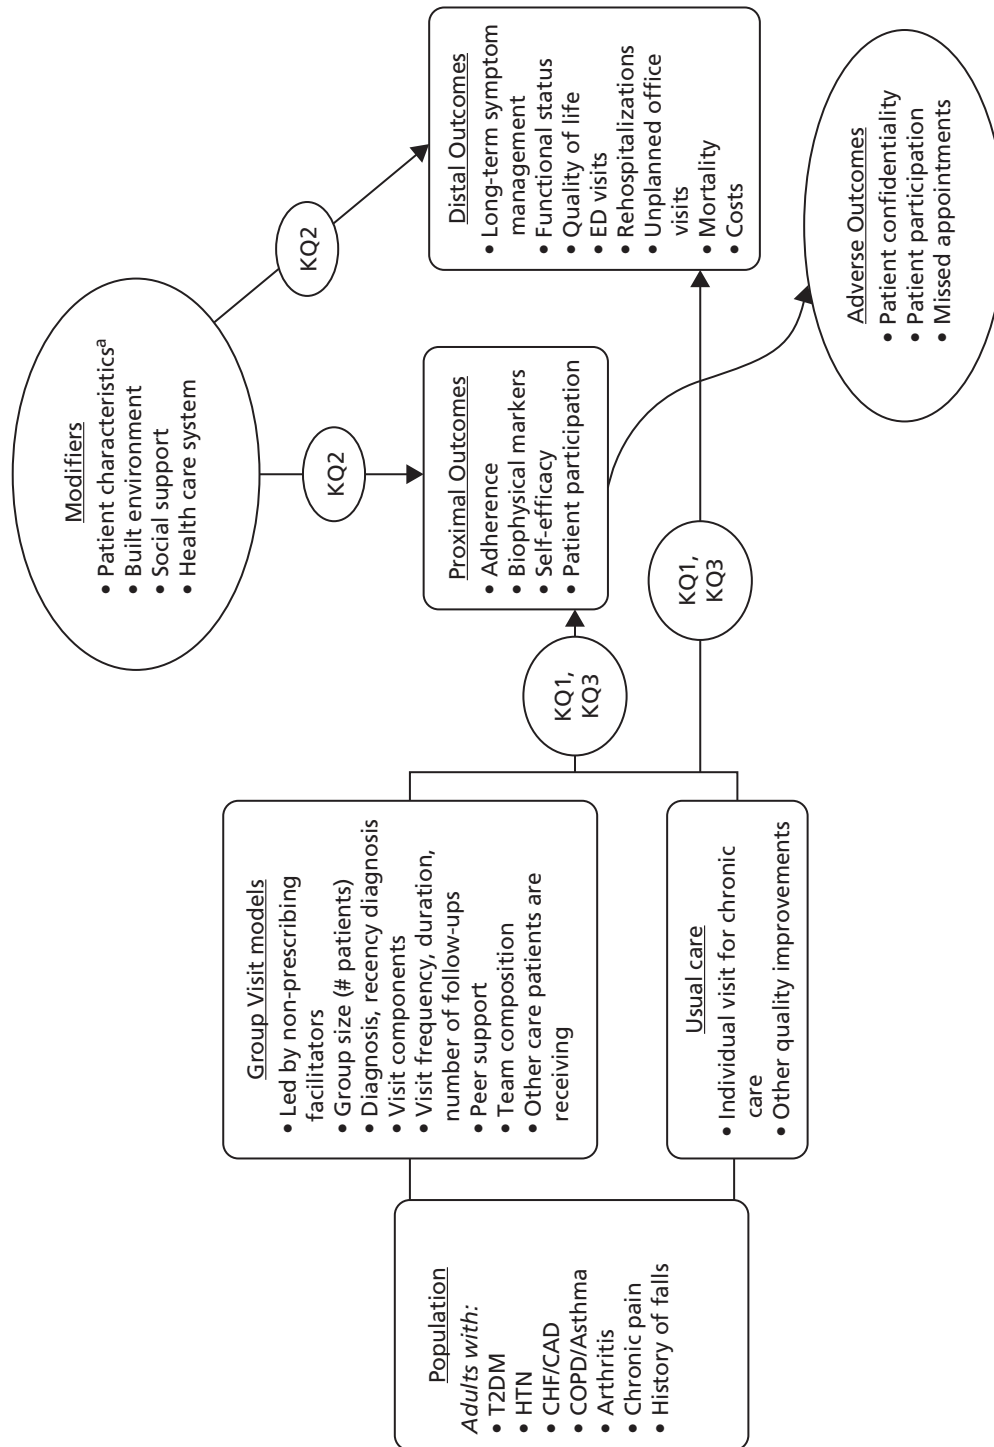 Population
Adults with:
• T2DM
• HTN
• CHF/CAD
• COPD/Asthma
• Arthritis
• Chronic pain
• History of falls
Group Visit models
• Led by non-prescribing
facilitators
• Group size (# patients)
• Diagnosis, recency diagnosis
• Visit components
• Visit frequency, duration,
number of follow-ups
• Peer support
• Team composition
• Other care patients are
receiving
Usual care
• Individual visit for chronic
care
• Other quality improvements
KQ1,
KQ3
KQ1,
KQ3
Modifiers
• Patient characteristicsᵃ
• Built environment
• Social support
• Health care system
KQ2
KQ2
Proximal Outcomes
• Adherence
• Biophysical markers
• Self-efficacy
• Patient participation
Distal Outcomes
• Long-term symptom
management
• Functional status
• Quality of life
• ED visits
• Rehospitalizations
• Unplanned office
visits
• Mortality
• Costs
Adverse Outcomes
• Patient confidentiality
• Patient participation
• Missed appointments